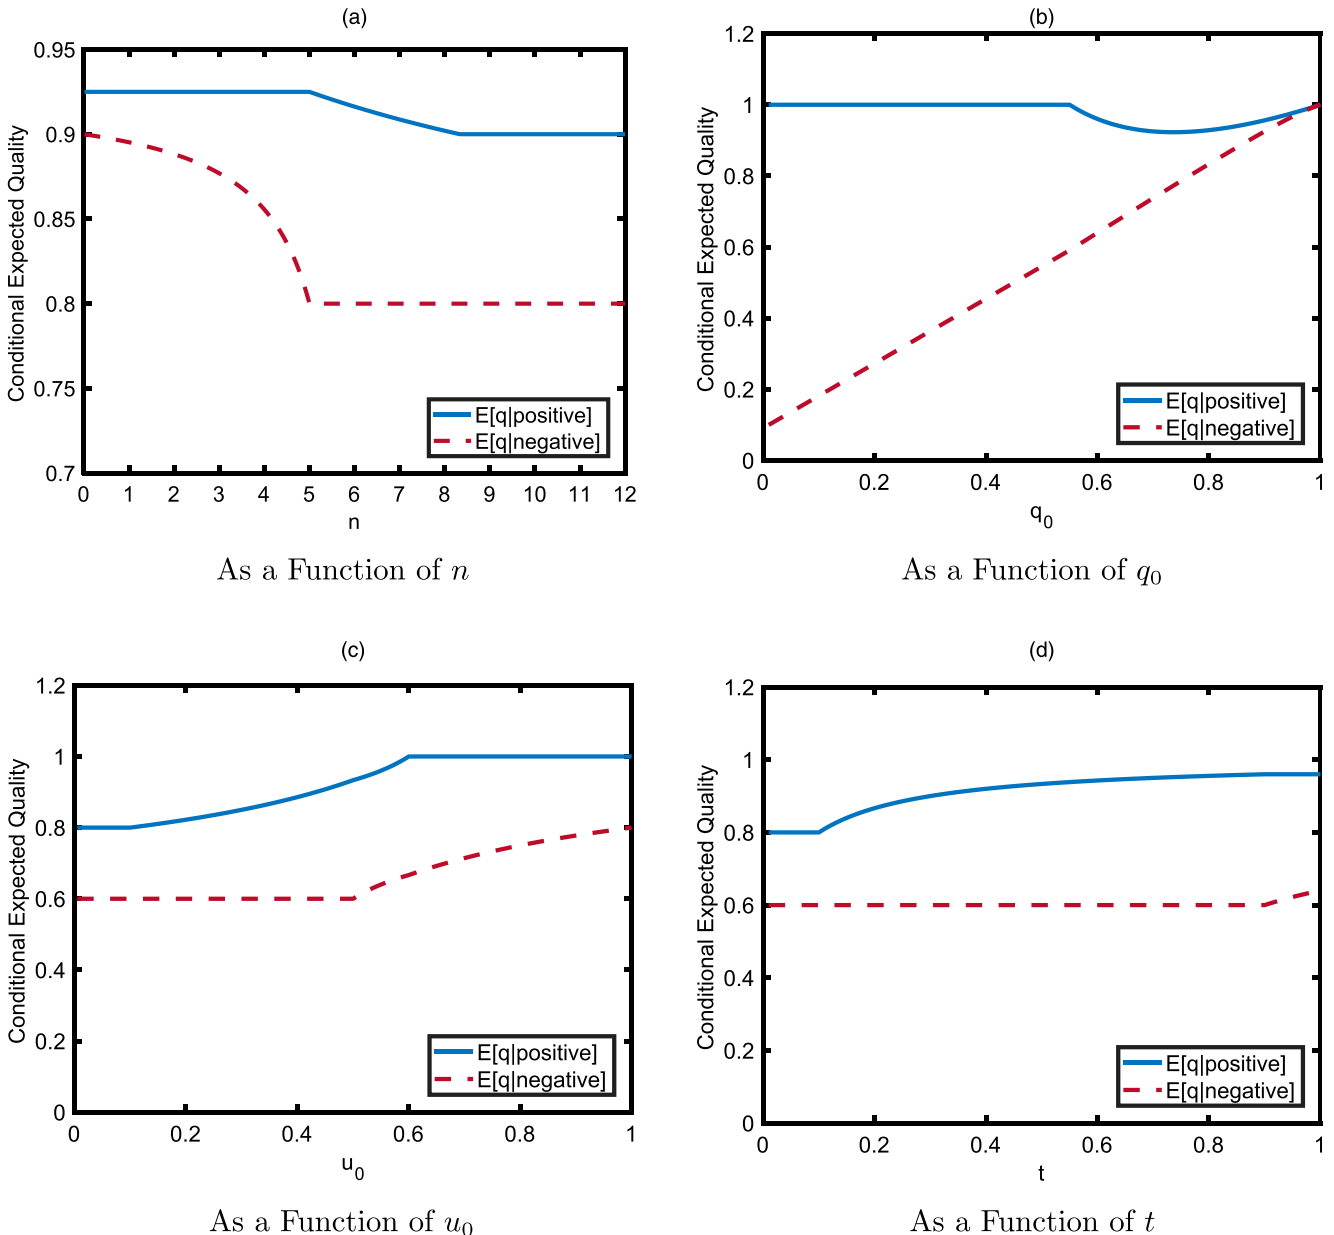 (a)
0.95
0.9
0.85
0.8
0.75
0.7
Conditional Expected Quality
E[q|positive]
E[q|negative]
0 1 2 3 4 5 6 7 8 9 10 11 12
n
As a Function of n
(b)
1.2
1
0.8
0.6
0.4
0.2
0
Conditional Expected Quality
E[q|positive]
E[q|negative]
0 0.2 0.4 0.6 0.8 1
q0
As a Function of q0
(c)
1.2
1
0.8
0.6
0.4
0.2
0
Conditional Expected Quality
E[q|positive]
E[q|negative]
0 0.2 0.4 0.6 0.8 1
u0
As a Function of u0
(d)
1.2
1
0.8
0.6
0.4
0.2
0
Conditional Expected Quality
E[q|positive]
E[q|negative]
0 0.2 0.4 0.6 0.8 1
t
As a Function of t